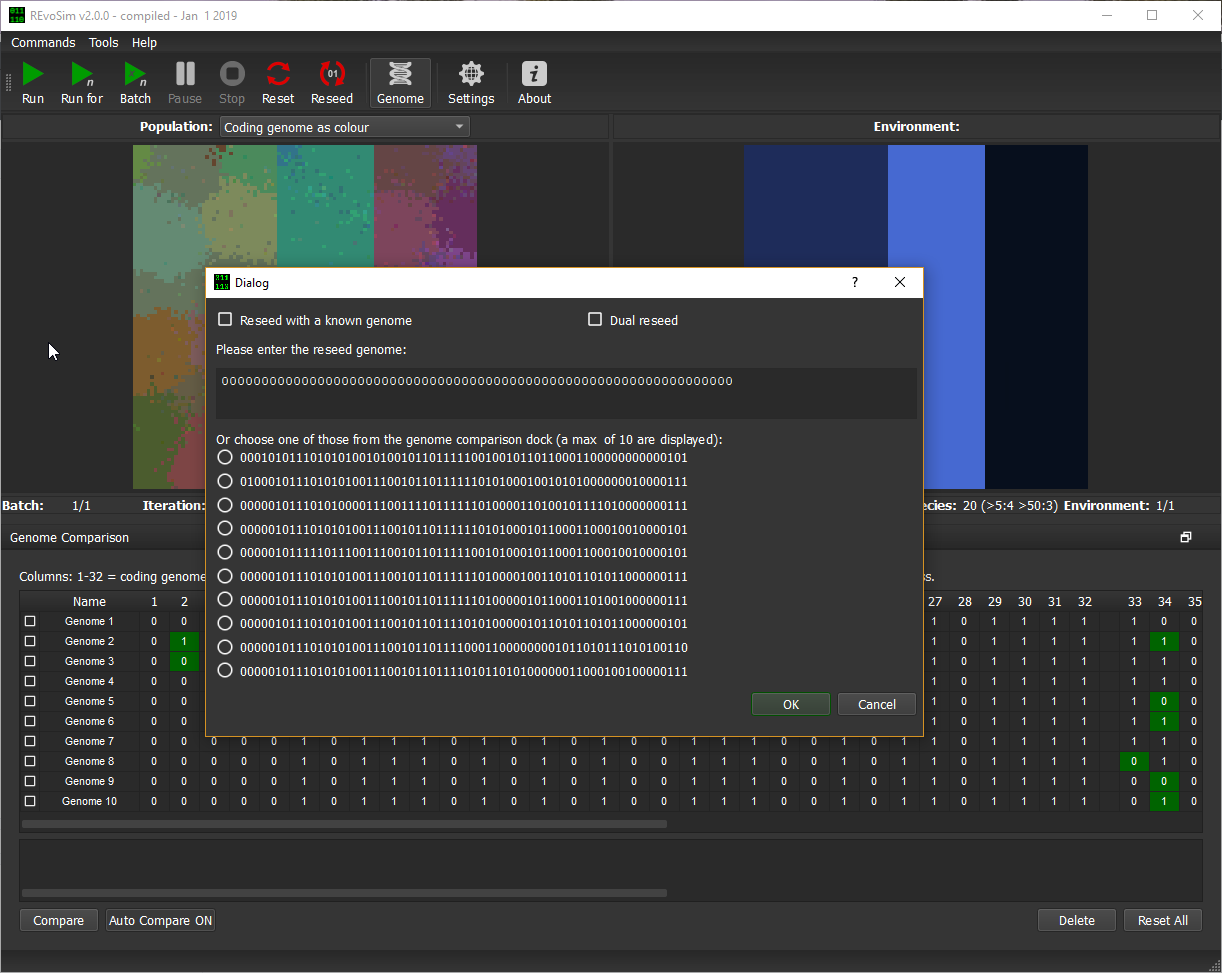 REvoSim v2.0.0 - compiled - Jan 1 2019
Commands Tools Help
Run Run for Batch Pause Stop Reset Reseed Genome Settings About
Population: Coding genome as colour Environment:
Dialog
Reseed with a known genome Dual reseed
Please enter the reseed genome:
0000000000000000000000000000000000000000000000000000000000000000
Or choose one of those from the genome comparison dock (a max of 10 are displayed):
0001010111010101001010010110111110010010110110001100000000000101
0100010111010101001110010110111111010100010010101000000010000111
0000010111010100001110011110111111010000110100101111010000000111
0000010111010101001110010110111111010100010110001100010010000101
0000010111110111001110010110111110010100010110001100010010000101
0000010111010101001110010110111111010000100110101101011000000111
0000010111010101001110010110111111010000010110001101001000000111
0000010111010101001110010110111101010000101101011010110000000101
0000010111010101001110010110111100011000000001011010111010100110
0000010111010101001110010110111101011010100000011000100100000111
OK Cancel
Batch: 1/1 Iteration: ecies: 20 (>5:4 >50:3) Environment: 1/1
Genome Comparison
Columns: 1-32 = coding genome s.
Name 1 2 27 28 29 30 31 32 33 34 35
Genome 1 0 0 1 0 1 1 1 1 1 0 0
Genome 2 0 1 1 0 1 1 1 1 1 1 0
Genome 3 0 0 1 0 1 1 1 1 1 1 0
Genome 4 0 0 1 0 1 1 1 1 1 1 0
Genome 5 0 0 1 0 1 1 1 1 1 0 0
Genome 6 0 0 1 0 1 1 1 1 1 1 0
Genome 7 0 0 0 0 0 1 0 1 1 1 0 1 0 1 0 1 0 0 1 1 1 0 0 1 0 1 1 0 1 1 1 1 1 1 0
Genome 8 0 0 0 0 0 1 0 1 1 1 0 1 0 1 0 1 0 0 1 1 1 0 0 1 0 1 1 0 1 1 1 1 0 1 0
Genome 9 0 0 0 0 0 1 0 1 1 1 0 1 0 1 0 1 0 0 1 1 1 0 0 1 0 1 1 0 1 1 1 1 0 0 0
Genome 10 0 0 0 0 0 1 0 1 1 1 0 1 0 1 0 1 0 0 1 1 1 0 0 1 0 1 1 0 1 1 1 1 0 1 0
Compare Auto Compare ON Delete Reset All